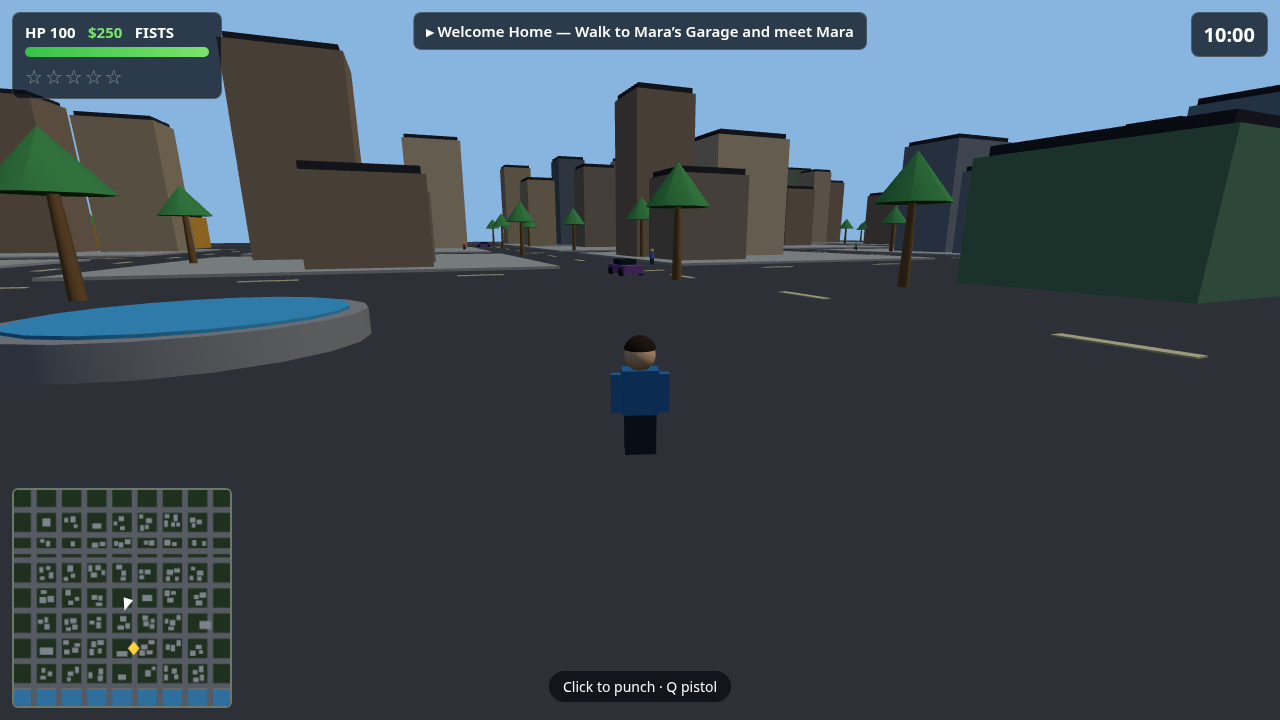 HP 100 $250 FISTS
☆☆☆☆☆
▸ Welcome Home — Walk to Mara’s Garage and meet Mara
10:00
Click to punch · Q pistol